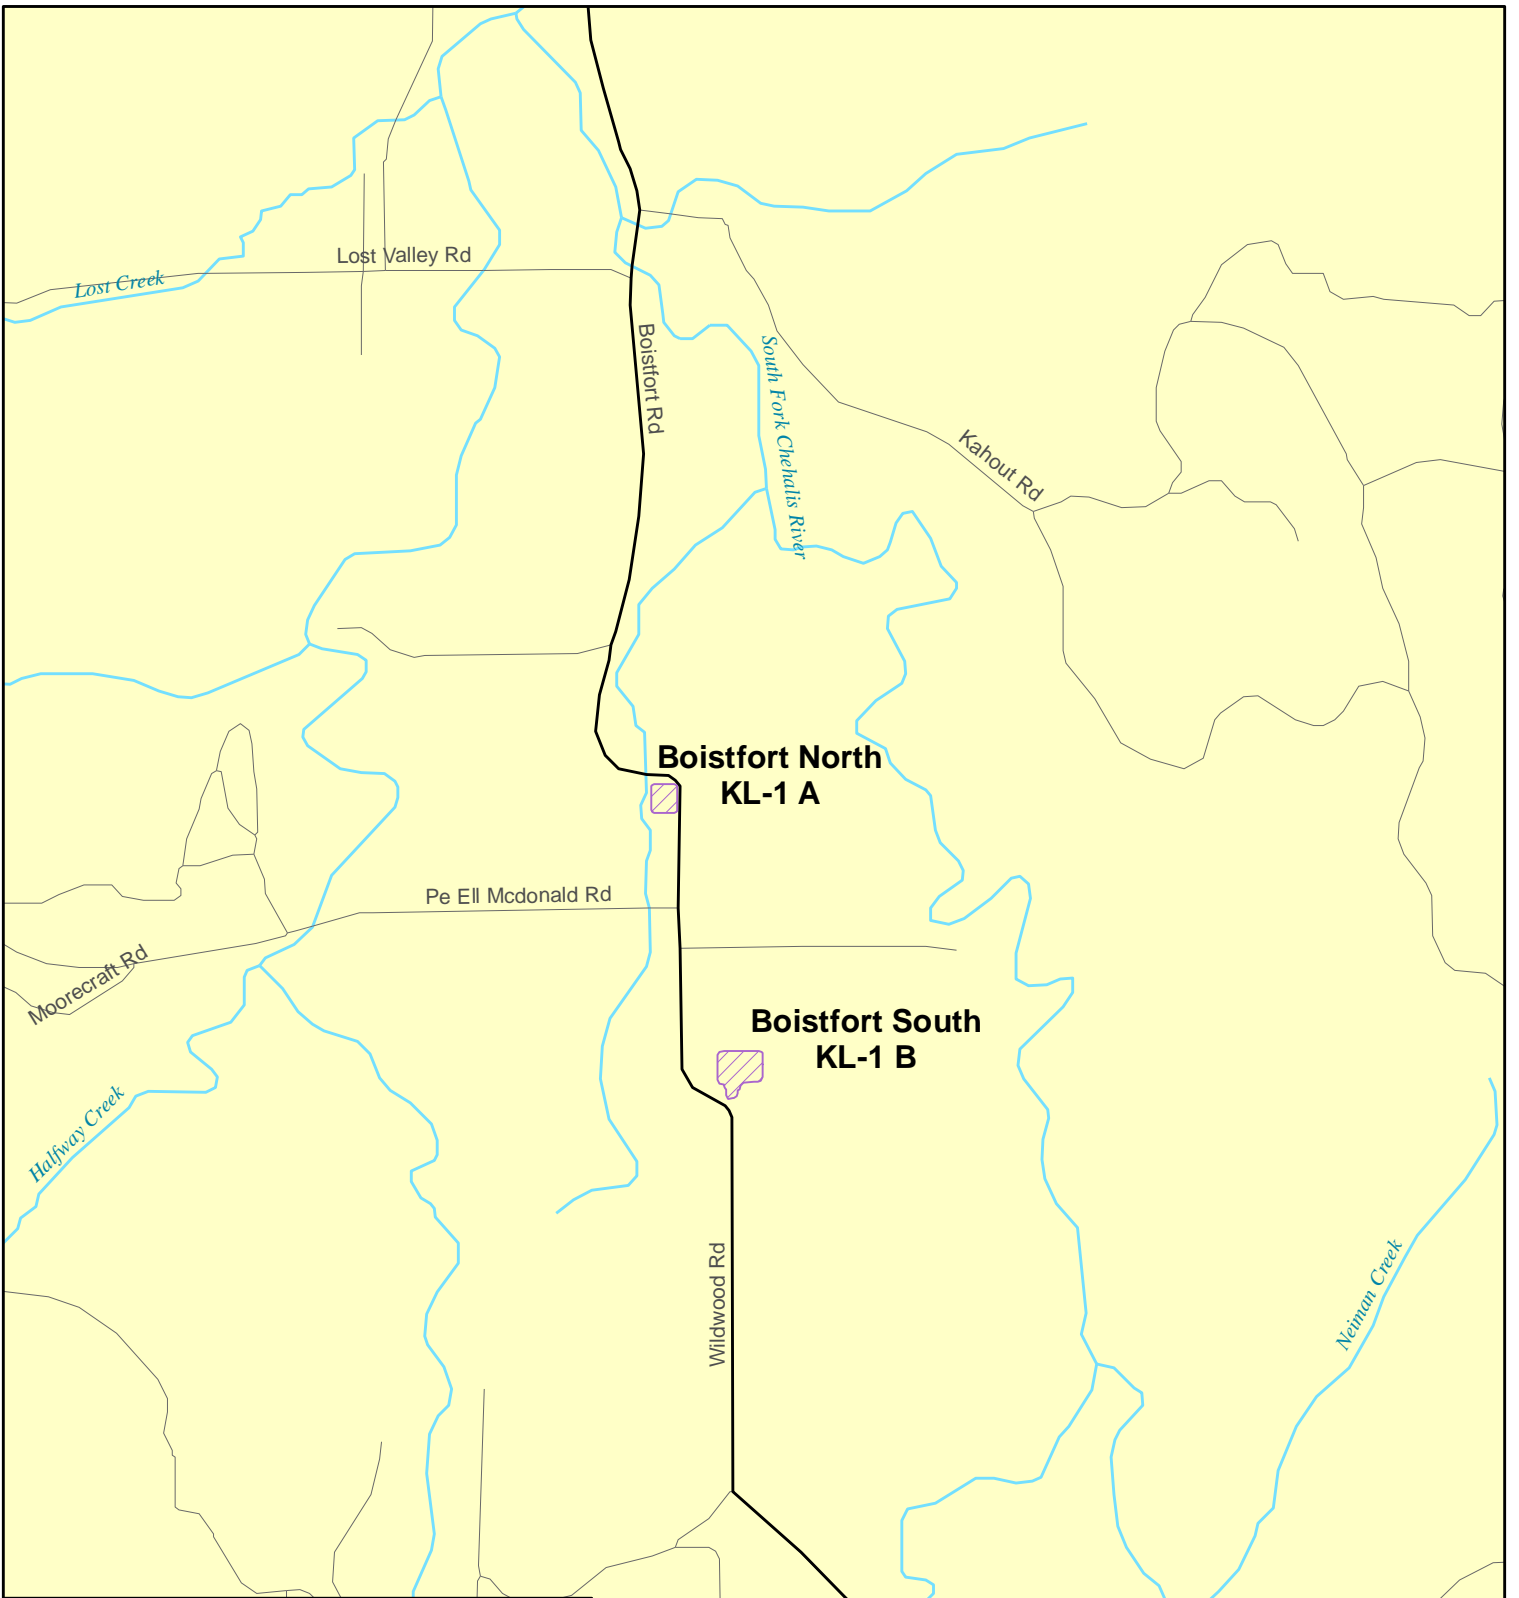 Lost Valley Rd
Lost Creek
Boistfort Rd
South Fork Chehalis River
Kahout Rd
Boistfort North
KL-1 A
Pe Ell Mcdonald Rd
Moorecraft Rd
Boistfort South
KL-1 B
Halfway Creek
Wildwood Rd
Neiman Creek